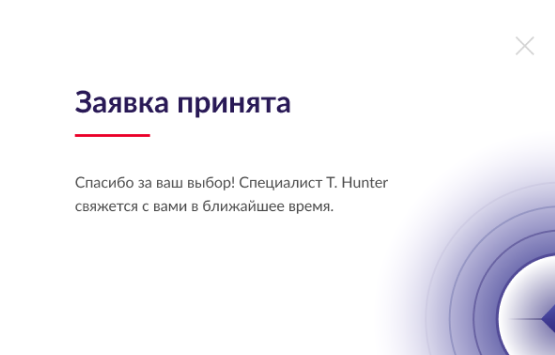 Заявка принята
Спасибо за ваш выбор! Специалист T. Hunter
свяжется с вами в ближайшее время.